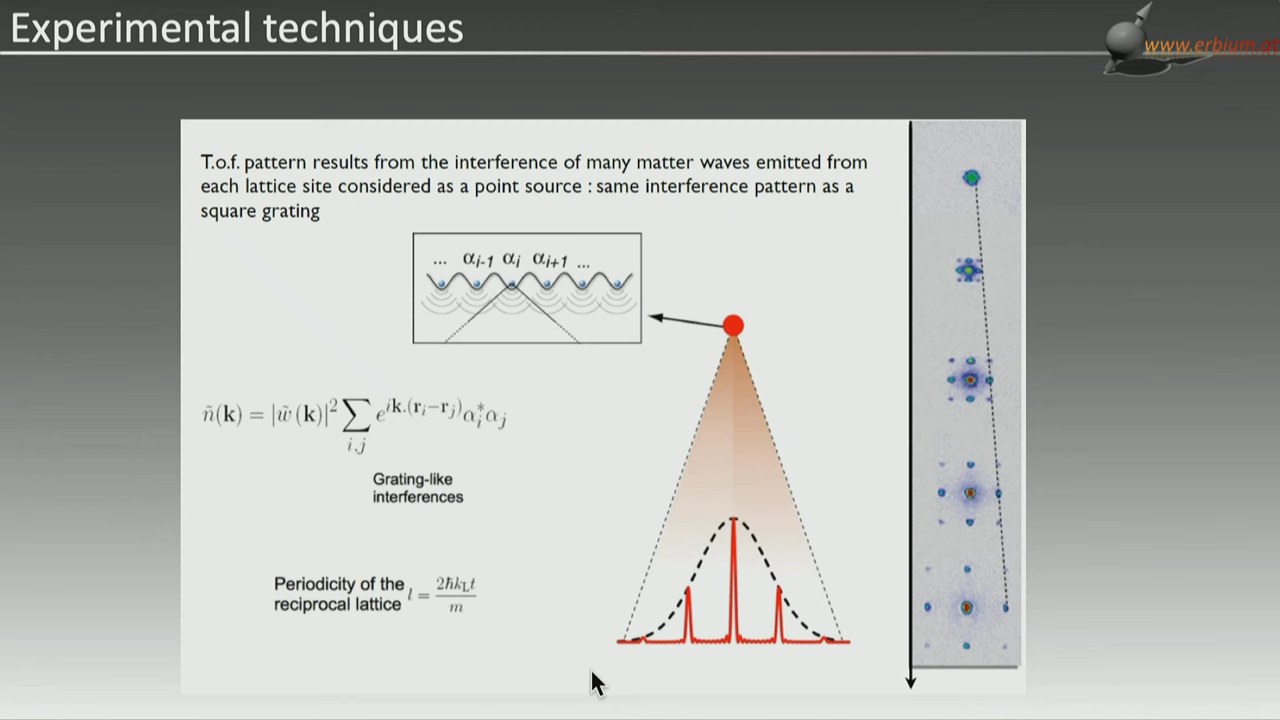 Experimental techniques
www.erbium.at
T.o.f. pattern results from the interference of many matter waves emitted from
each lattice site considered as a point source : same interference pattern as a
square grating
... αi-1 αi αi+1 ...
ñ(k) = |w̃(k)|² ∑i,j e^{ik.(ri−rj)} αi* αj
Grating-like
interferences
Periodicity of the
reciprocal lattice
l = 2ħkLt / m